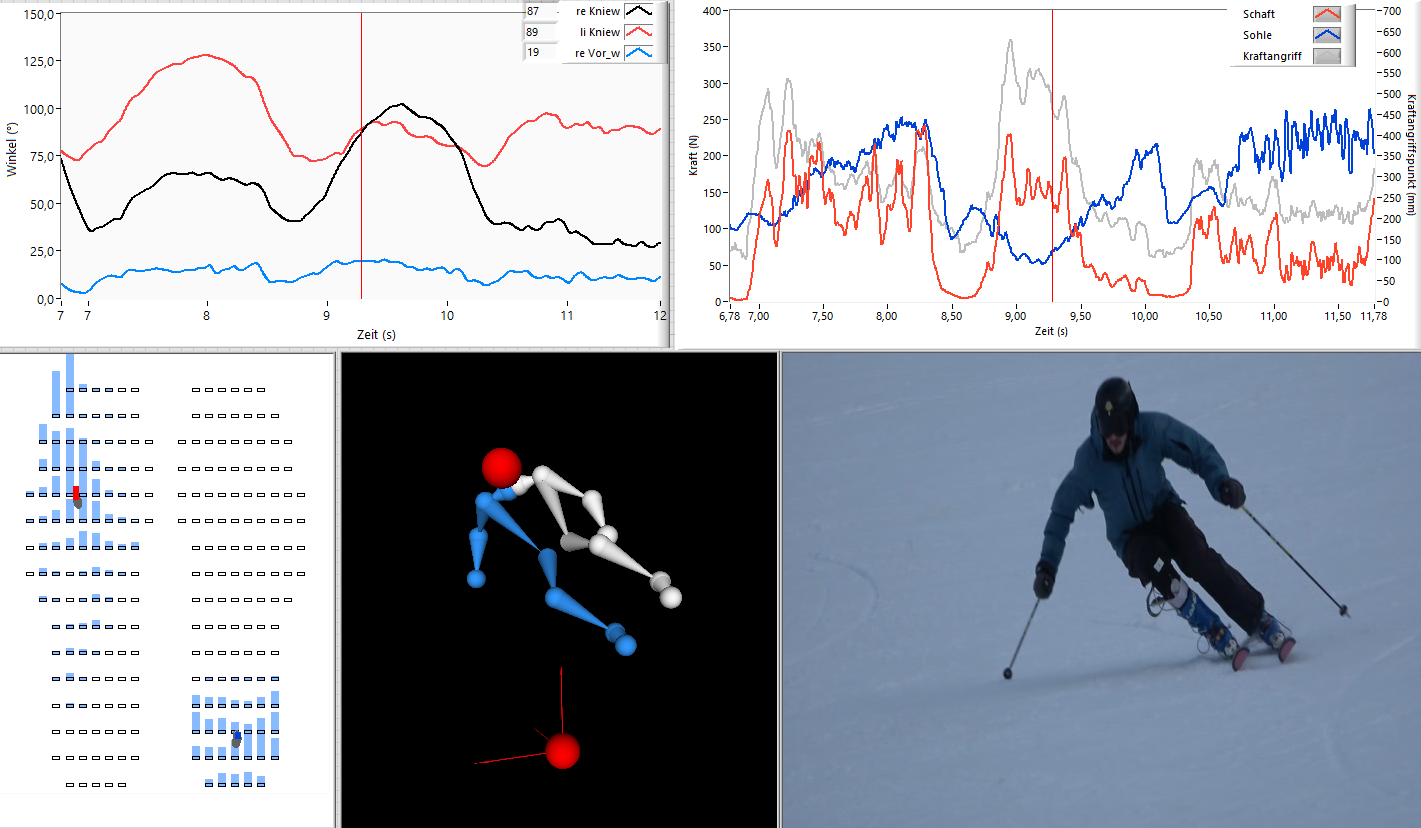 150,0
125,0
100,0
75,0
50,0
25,0
0,0
Winkel (°)
7 7 8 9 10 11 12
Zeit (s)
87 re Kniew
89 li Kniew
19 re Vor_w
400
350
300
250
200
150
100
50
0
Kraft (N)
6,78 7,00 7,50 8,00 8,50 9,00 9,50 10,00 10,50 11,00 11,50 11,78
Zeit (s)
Schaft
Sohle
Kraftangriff
700
650
600
550
500
450
400
350
300
250
200
150
100
50
0
Kraftangriffspunkt (mm)